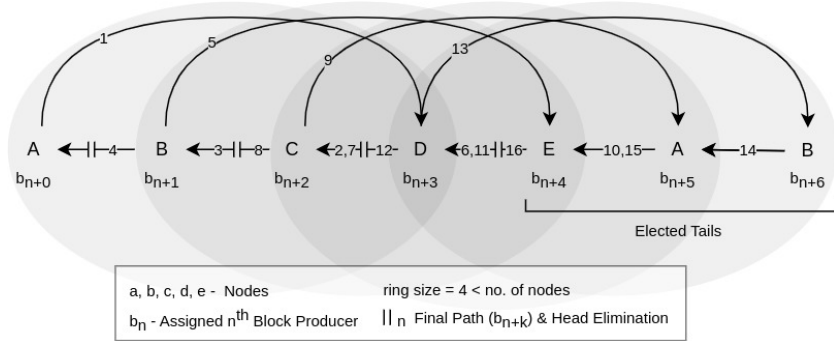 1 5 9 13
A 4 B 3 8 C 2,7 12 D 6,11 16 E 10,15 A 14 B
bn+0 bn+1 bn+2 bn+3 bn+4 bn+5 bn+6
Elected Tails
a, b, c, d, e - Nodes ring size = 4 < no. of nodes
bn - Assigned nth Block Producer ||n Final Path (bn+k) & Head Elimination